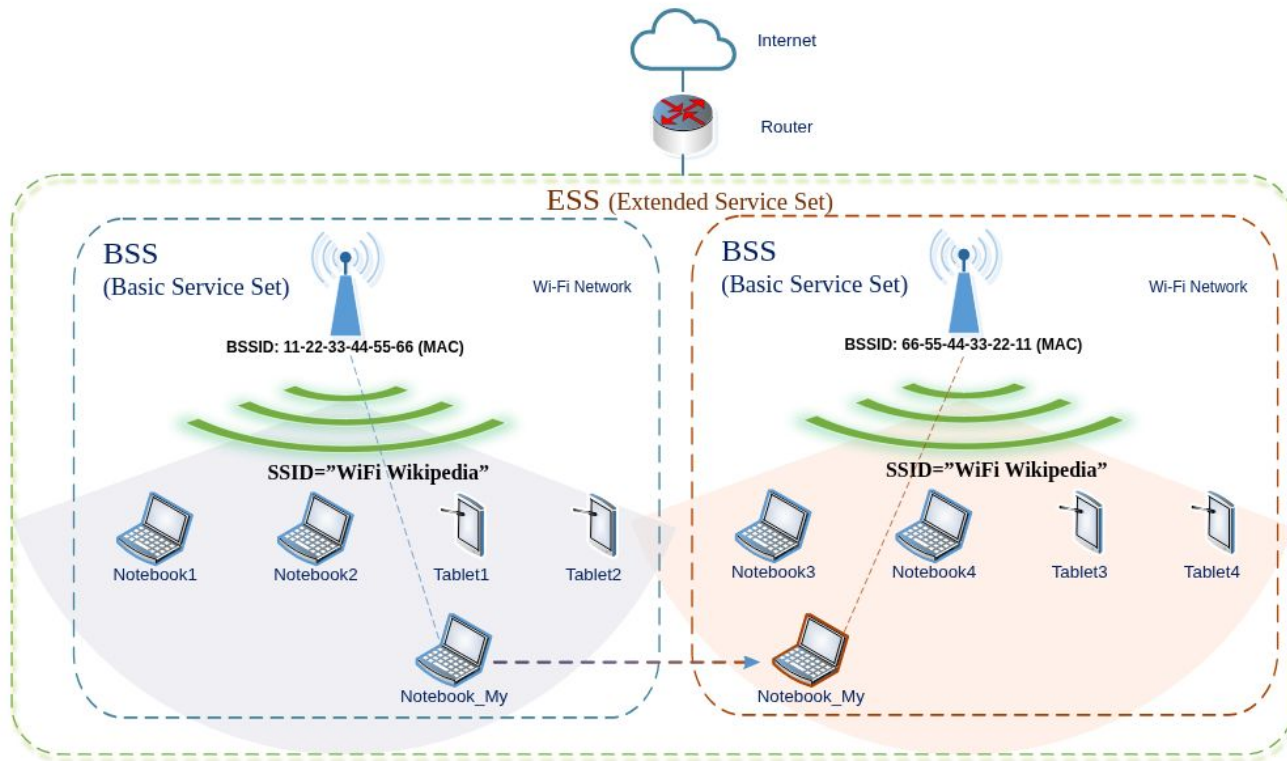 Internet
Router
ESS (Extended Service Set)
BSS
(Basic Service Set)
Wi-Fi Network
BSSID: 11-22-33-44-55-66 (MAC)
SSID=”WiFi Wikipedia”
Notebook1
Notebook2
Tablet1
Tablet2
Notebook_My
BSS
(Basic Service Set)
Wi-Fi Network
BSSID: 66-55-44-33-22-11 (MAC)
SSID=”WiFi Wikipedia”
Notebook3
Notebook4
Tablet3
Tablet4
Notebook_My